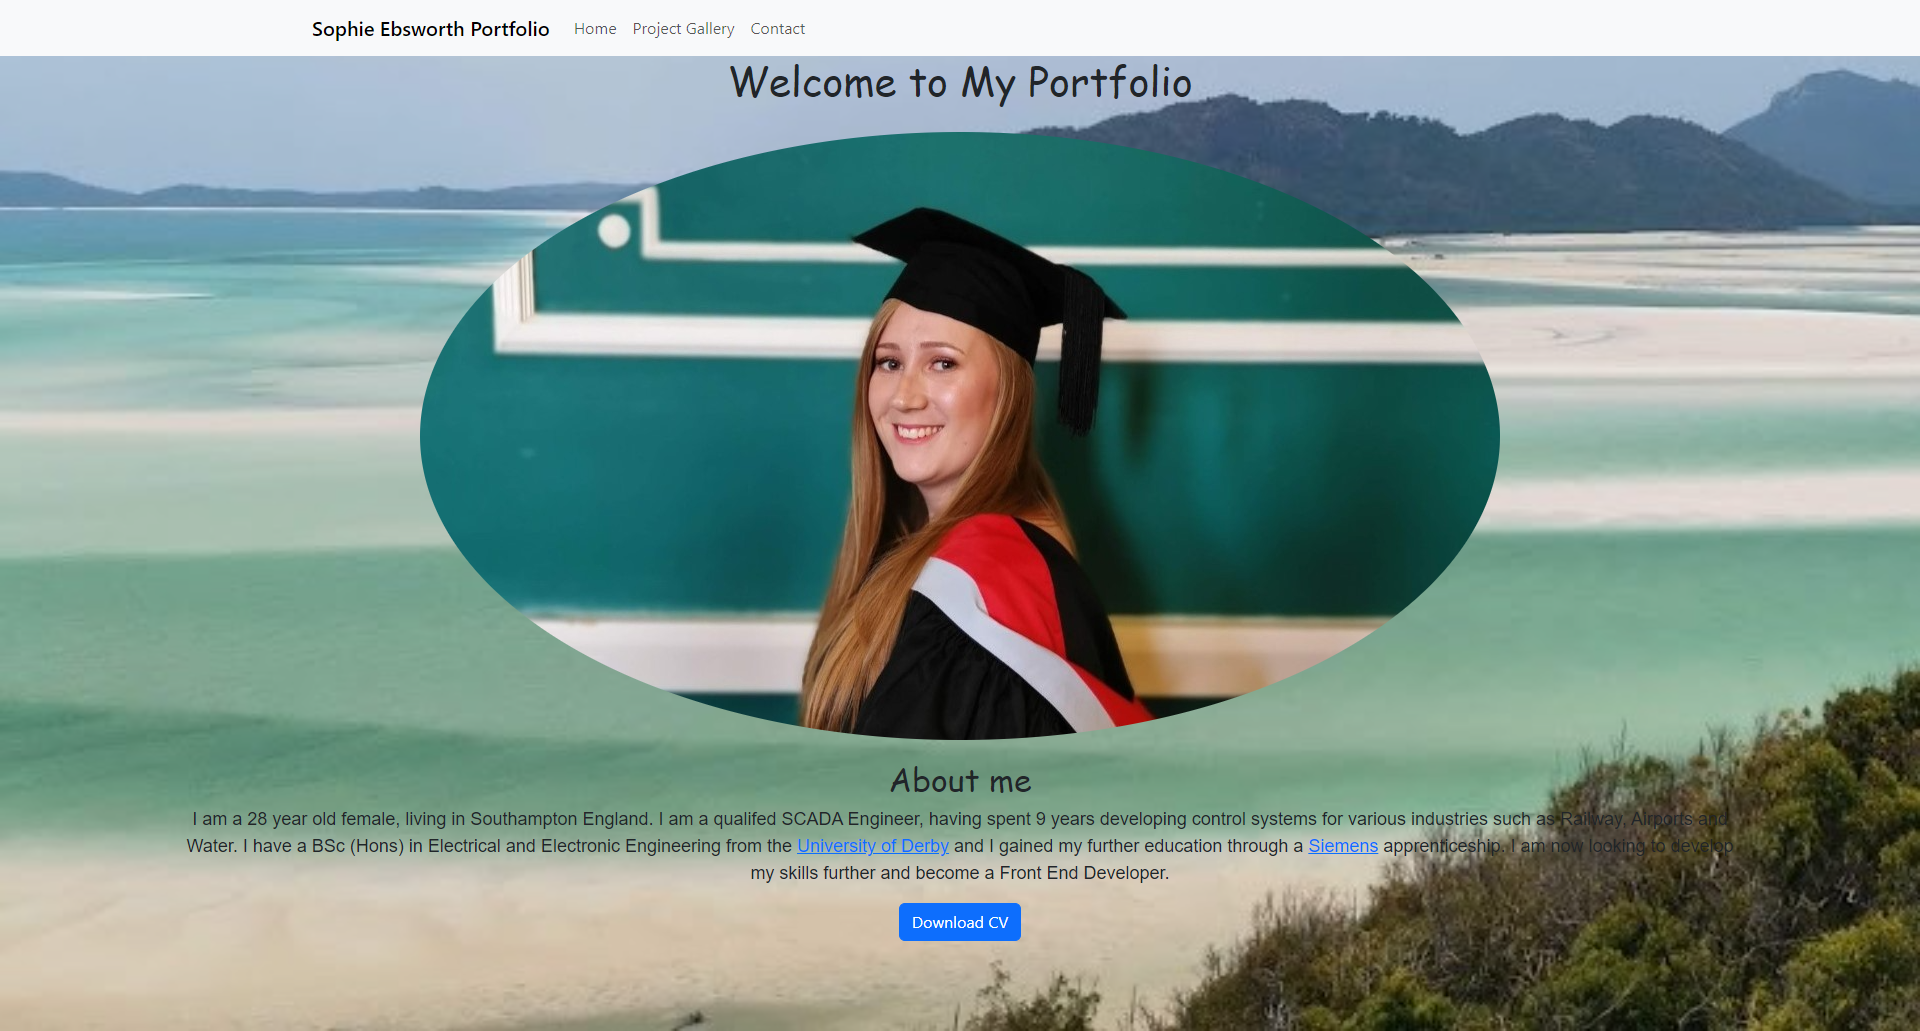 Sophie Ebsworth Portfolio Home Project Gallery Contact
Welcome to My Portfolio
About me
I am a 28 year old female, living in Southampton England. I am a qualifed SCADA Engineer, having spent 9 years developing control systems for various industries such as Railway, Airports and
Water. I have a BSc (Hons) in Electrical and Electronic Engineering from the University of Derby and I gained my further education through a Siemens apprenticeship. I am now looking to develop
my skills further and become a Front End Developer.
Download CV